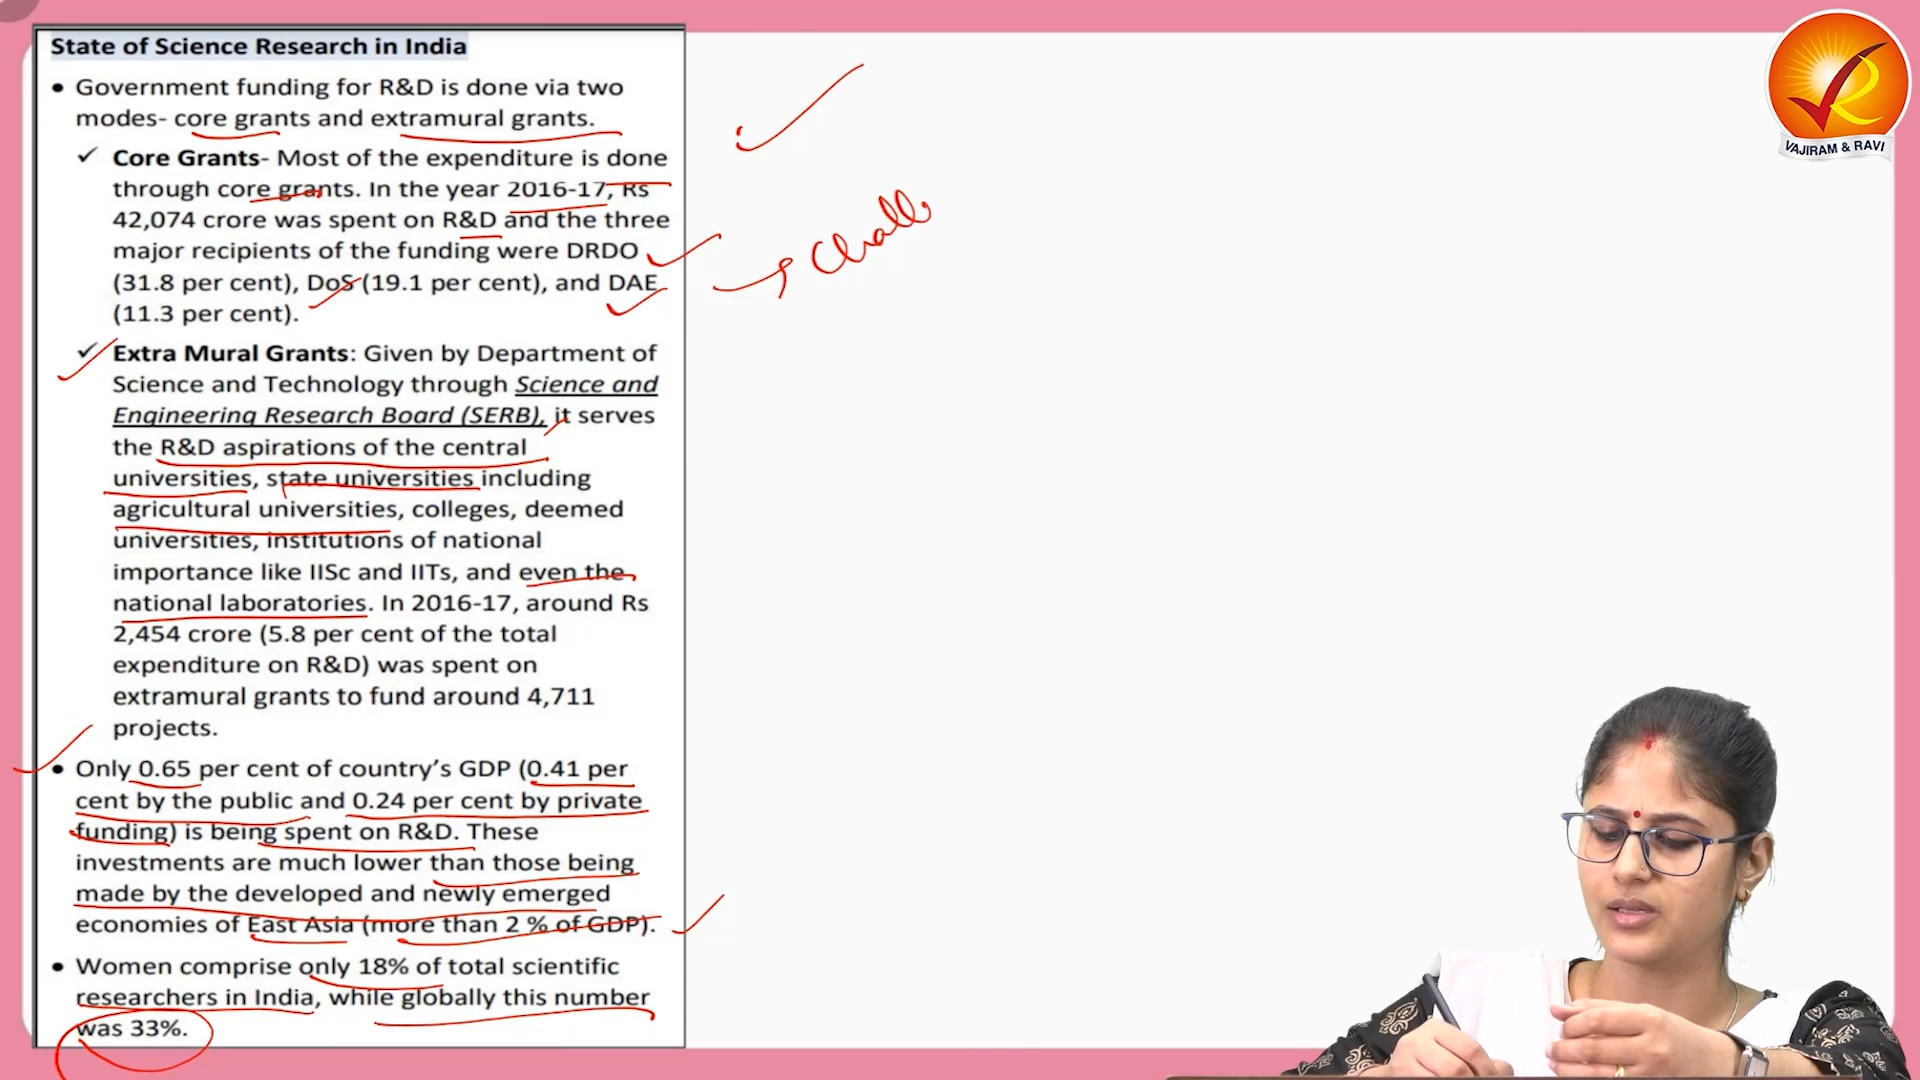 State of Science Research in India
• Government funding for R&D is done via two
modes- core grants and extramural grants.
✓ Core Grants- Most of the expenditure is done
through core grants. In the year 2016-17, Rs
42,074 crore was spent on R&D and the three
major recipients of the funding were DRDO
(31.8 per cent), DoS (19.1 per cent), and DAE
(11.3 per cent).
✓ Extra Mural Grants: Given by Department of
Science and Technology through Science and
Engineering Research Board (SERB), it serves
the R&D aspirations of the central
universities, state universities including
agricultural universities, colleges, deemed
universities, institutions of national
importance like IISc and IITs, and even the
national laboratories. In 2016-17, around Rs
2,454 crore (5.8 per cent of the total
expenditure on R&D) was spent on
extramural grants to fund around 4,711
projects.
• Only 0.65 per cent of country's GDP (0.41 per
cent by the public and 0.24 per cent by private
funding) is being spent on R&D. These
investments are much lower than those being
made by the developed and newly emerged
economies of East Asia (more than 2 % of GDP).
• Women comprise only 18% of total scientific
researchers in India, while globally this number
was 33%.
→ Chall
VAJIRAM & RAVI